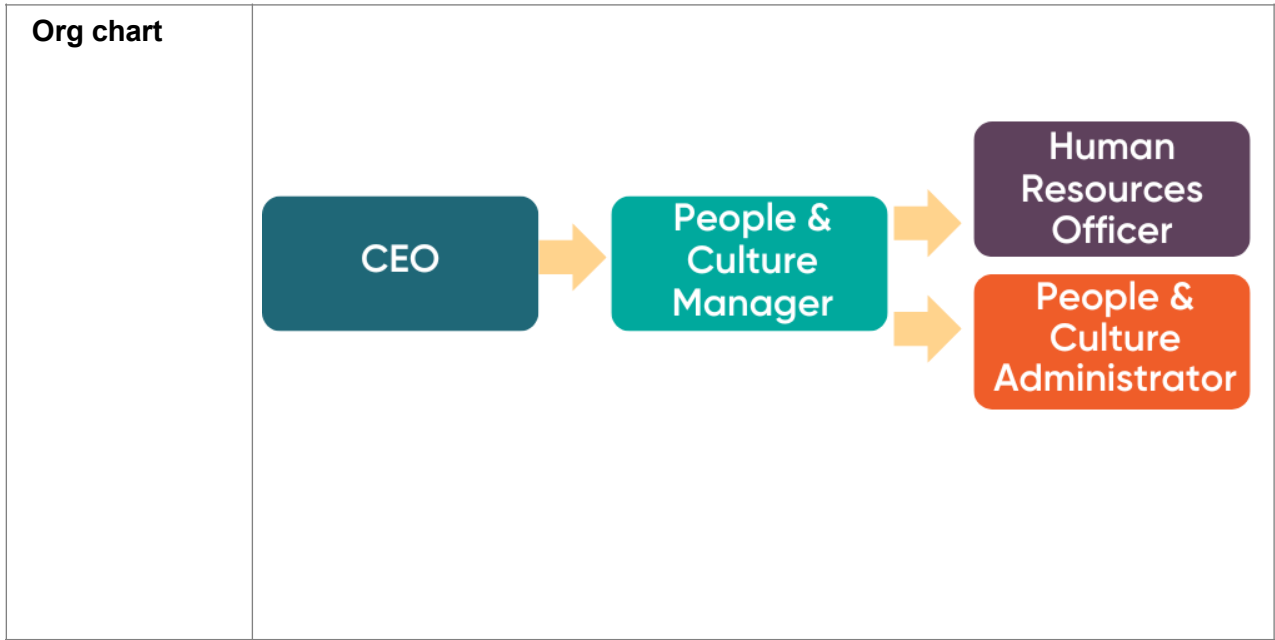 Org chart
CEO
People &
Culture
Manager
Human
Resources
Officer
People &
Culture
Administrator